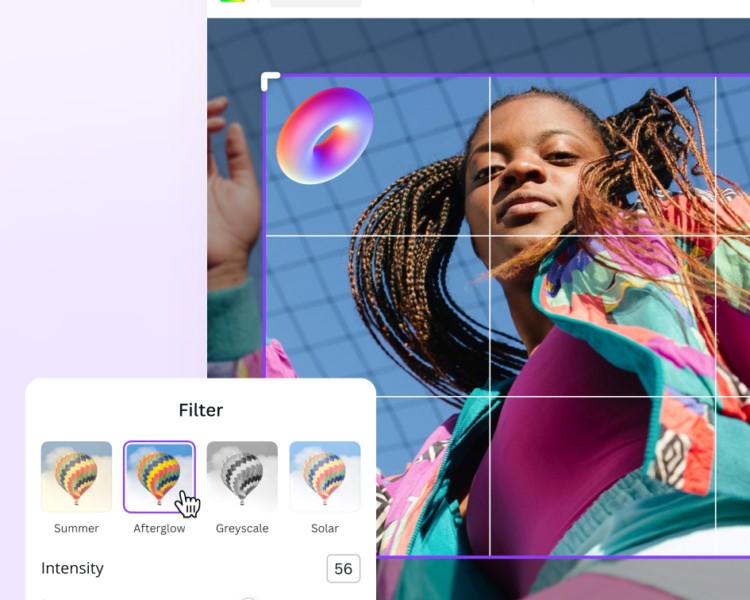 Filter
Summer
Afterglow
Greyscale
Solar
Intensity
56